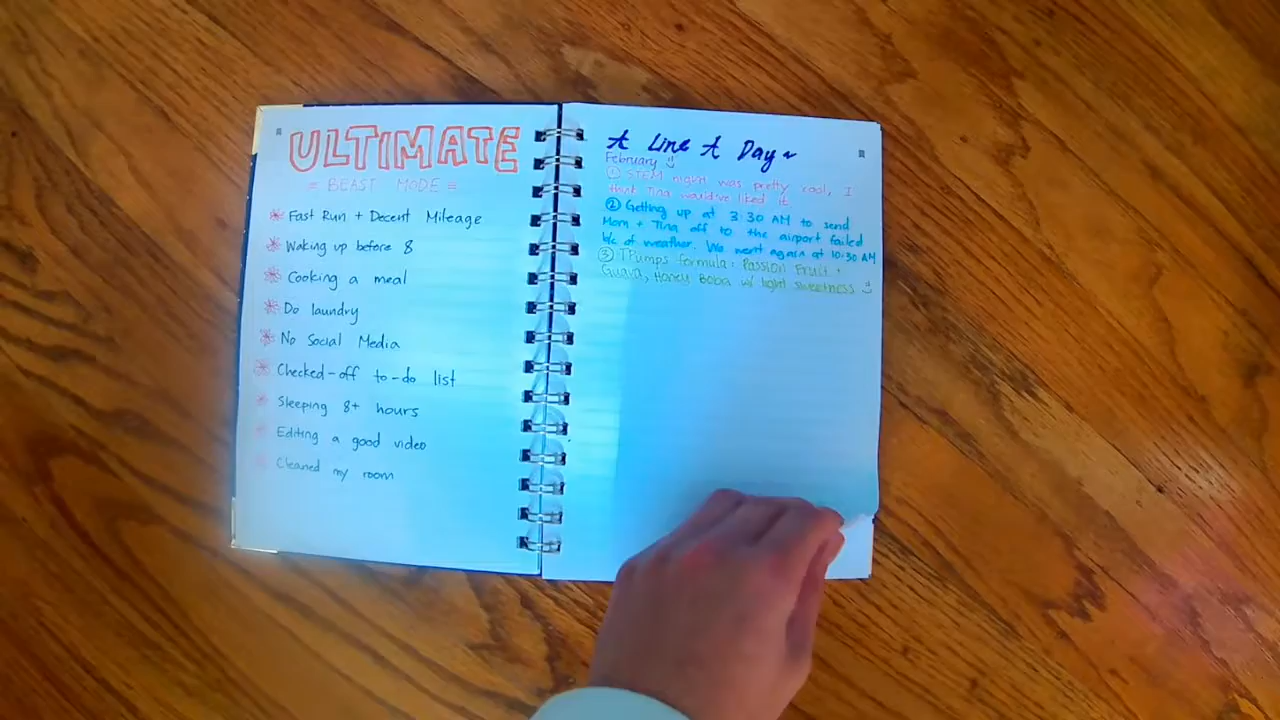 ULTIMATE
= BEAST MODE =
Fast Run + Decent Mileage
Waking up before 8
Cooking a meal
Do laundry
No Social Media
Checked-off to-do list
Sleeping 8+ hours
Editing a good video
Cleaned my room
A Line A Day~
February
① STEM night was pretty cool, I
think Tina would've liked it
② Getting up at 3:30 AM to send
Mom + Tina off to the airport failed
b/c of weather. We went again at 10:30 AM
③ TPumps formula: Passion Fruit +
Guava, Honey Boba w/ light sweetness